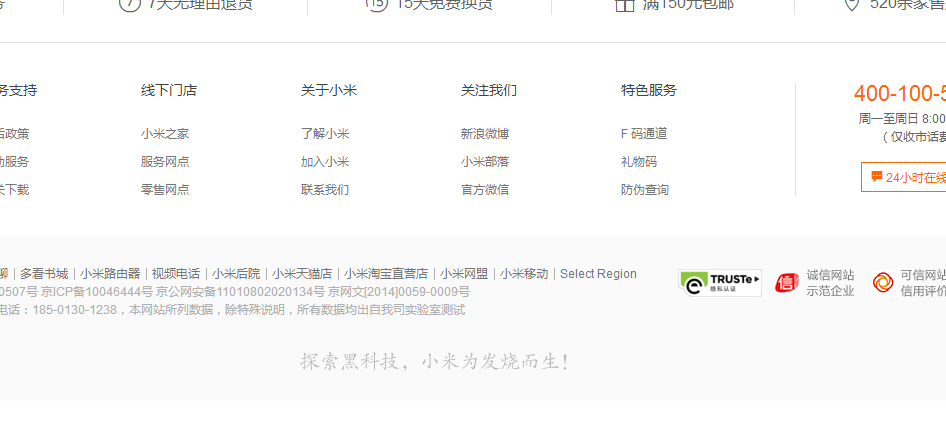 7天无理由退货 15天免费换货 满150元包邮 520余家售
务支持 线下门店 关于小米 关注我们 特色服务 400-100-5
后政策 小米之家 了解小米 新浪微博 F 码通道 周一至周日 8:00
助服务 服务网点 加入小米 小米部落 礼物码 （仅收市话费
关下载 零售网点 联系我们 官方微信 防伪查询 24小时在线
聊 | 多看书城 | 小米路由器 | 视频电话 | 小米后院 | 小米天猫店 | 小米淘宝直营店 | 小米网盟 | 小米移动 | Select Region
0507号 京ICP备10046444号 京公网安备11010802020134号 京网文[2014]0059-0009号
电话：185-0130-1238，本网站所列数据，除特殊说明，所有数据均出自我司实验室测试
TRUSTe
隐私认证
信
诚信网站
示范企业
可信网站
信用评价
探索黑科技，小米为发烧而生！